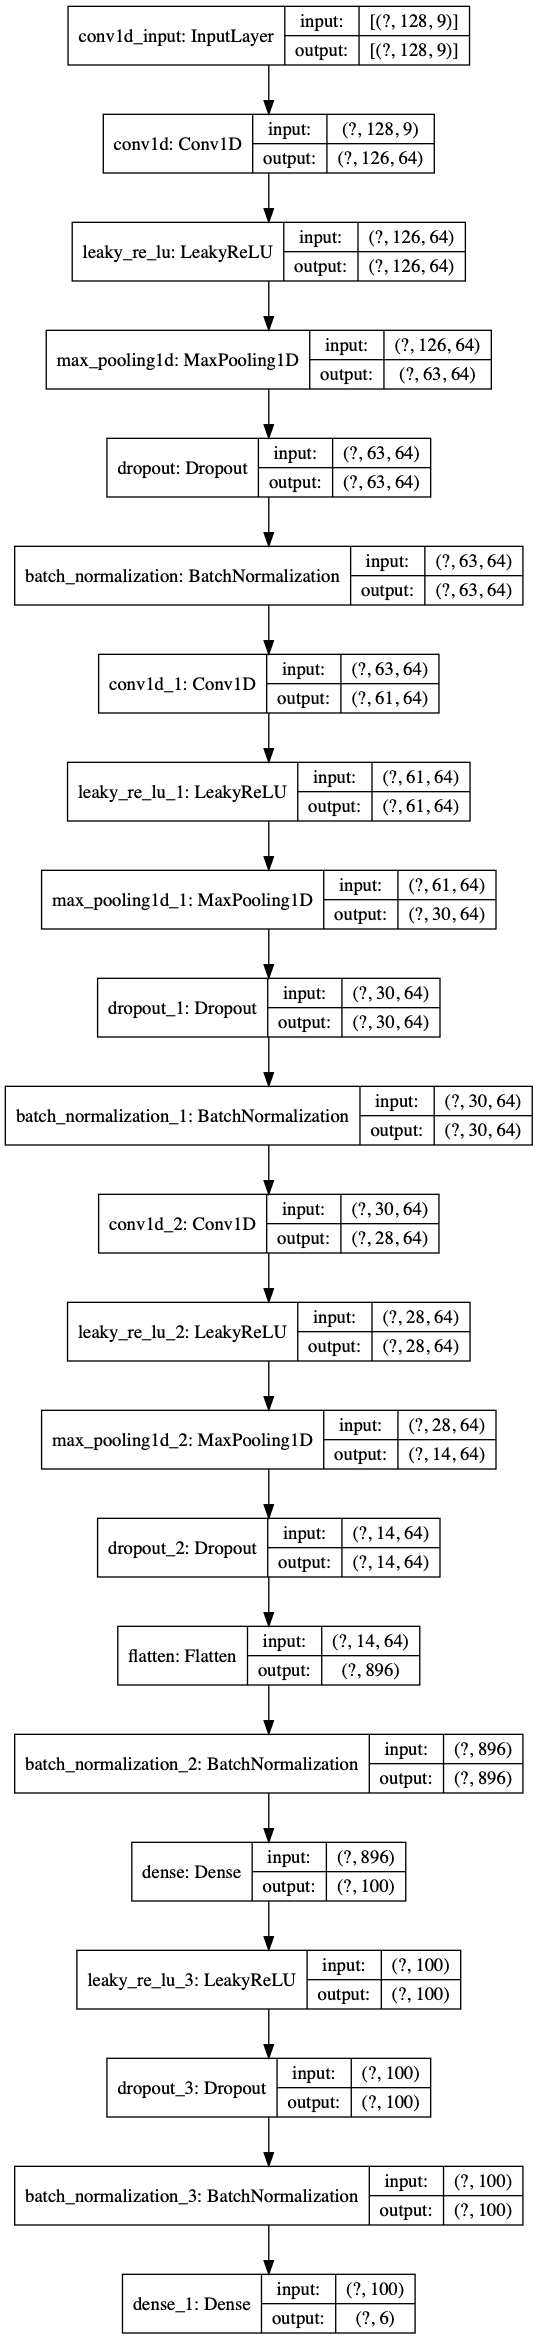 conv1d_input: InputLayer
input: [(?, 128, 9)]
output: [(?, 128, 9)]
conv1d: Conv1D
input: (?, 128, 9)
output: (?, 126, 64)
leaky_re_lu: LeakyReLU
input: (?, 126, 64)
output: (?, 126, 64)
max_pooling1d: MaxPooling1D
input: (?, 126, 64)
output: (?, 63, 64)
dropout: Dropout
input: (?, 63, 64)
output: (?, 63, 64)
batch_normalization: BatchNormalization
input: (?, 63, 64)
output: (?, 63, 64)
conv1d_1: Conv1D
input: (?, 63, 64)
output: (?, 61, 64)
leaky_re_lu_1: LeakyReLU
input: (?, 61, 64)
output: (?, 61, 64)
max_pooling1d_1: MaxPooling1D
input: (?, 61, 64)
output: (?, 30, 64)
dropout_1: Dropout
input: (?, 30, 64)
output: (?, 30, 64)
batch_normalization_1: BatchNormalization
input: (?, 30, 64)
output: (?, 30, 64)
conv1d_2: Conv1D
input: (?, 30, 64)
output: (?, 28, 64)
leaky_re_lu_2: LeakyReLU
input: (?, 28, 64)
output: (?, 28, 64)
max_pooling1d_2: MaxPooling1D
input: (?, 28, 64)
output: (?, 14, 64)
dropout_2: Dropout
input: (?, 14, 64)
output: (?, 14, 64)
flatten: Flatten
input: (?, 14, 64)
output: (?, 896)
batch_normalization_2: BatchNormalization
input: (?, 896)
output: (?, 896)
dense: Dense
input: (?, 896)
output: (?, 100)
leaky_re_lu_3: LeakyReLU
input: (?, 100)
output: (?, 100)
dropout_3: Dropout
input: (?, 100)
output: (?, 100)
batch_normalization_3: BatchNormalization
input: (?, 100)
output: (?, 100)
dense_1: Dense
input: (?, 100)
output: (?, 6)